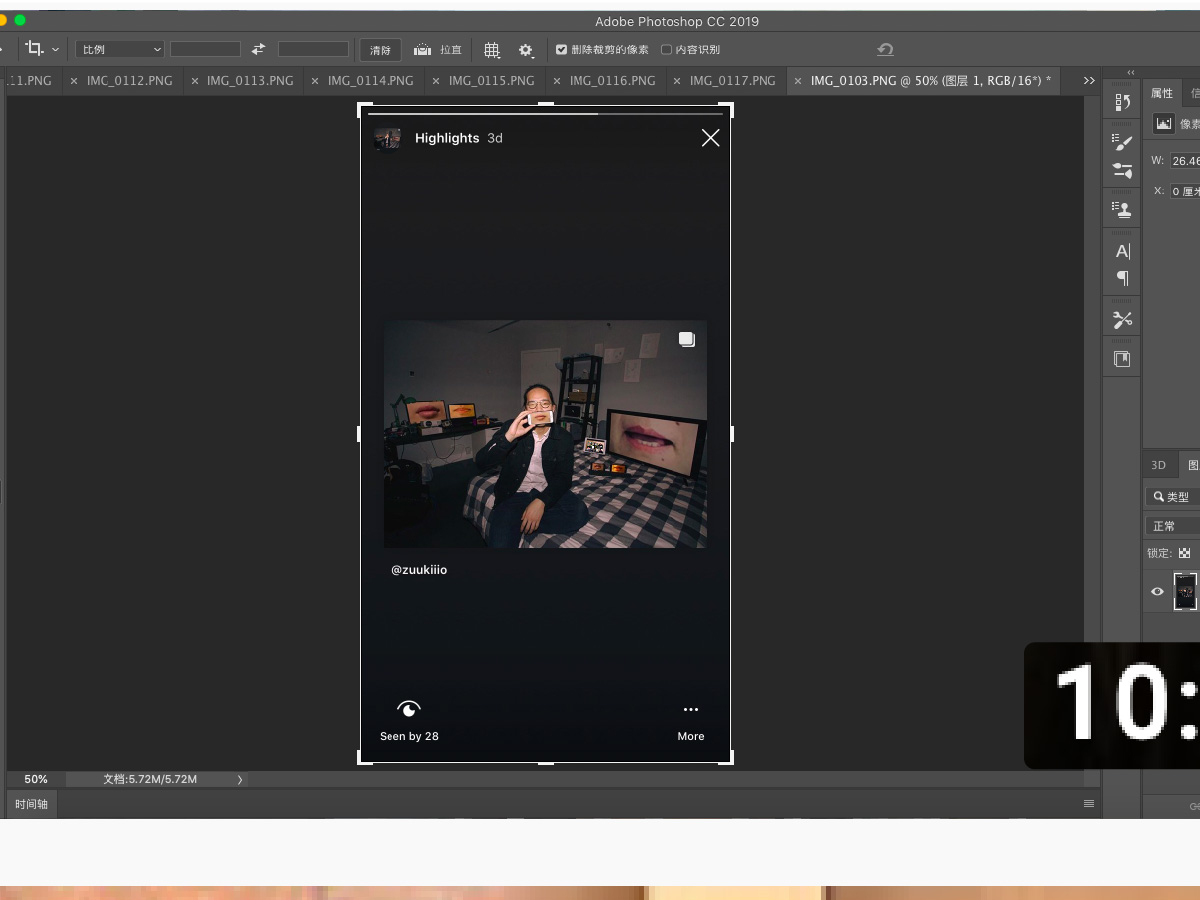 Adobe Photoshop CC 2019
比例
清除
拉直
删除裁剪的像素
内容识别
.11.PNG
× IMG_0112.PNG
× IMG_0113.PNG
× IMG_0114.PNG
× IMG_0115.PNG
× IMG_0116.PNG
× IMG_0117.PNG
× IMG_0103.PNG @ 50% (图层 1, RGB/16*) *
属性
像素
W: 26.46
X: 0 厘米
Highlights 3d
@zuukiiio
Seen by 28
More
3D
类型
正常
锁定:
10:
50%
文档:5.72M/5.72M
时间轴